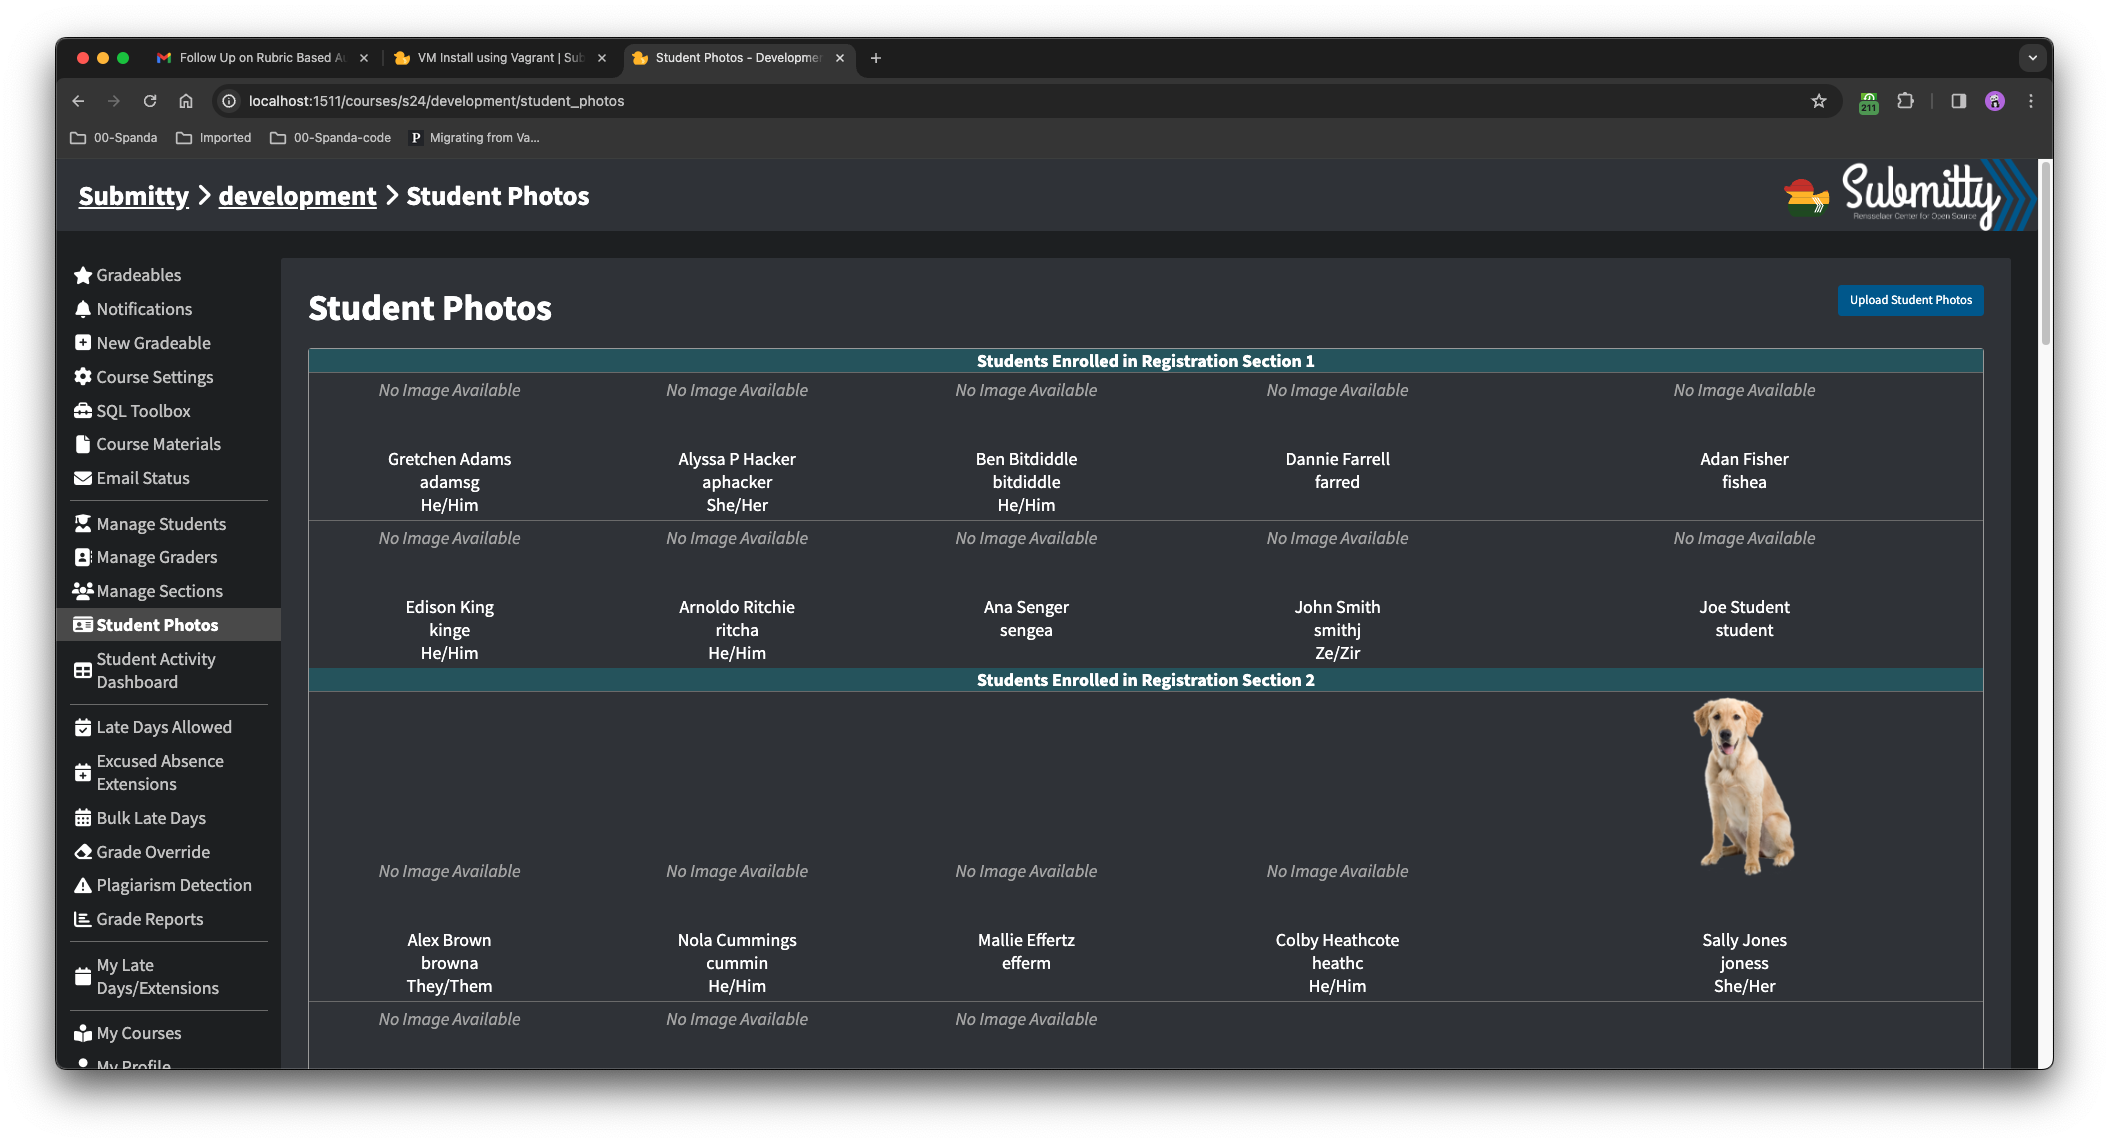 Follow Up on Rubric Based Au
VM Install using Vagrant | Sub
Student Photos - Developmen
localhost:1511/courses/s24/development/student_photos
211
00-Spanda
Imported
00-Spanda-code
P Migrating from Va...
Submitty > development > Student Photos
Submitty
Rensselaer Center for Open Source
Gradeables
Notifications
New Gradeable
Course Settings
SQL Toolbox
Course Materials
Email Status
Manage Students
Manage Graders
Manage Sections
Student Photos
Student Activity
Dashboard
Late Days Allowed
Excused Absence
Extensions
Bulk Late Days
Grade Override
Plagiarism Detection
Grade Reports
My Late
Days/Extensions
My Courses
My Profile
Student Photos
Upload Student Photos
Students Enrolled in Registration Section 1
No Image Available No Image Available No Image Available No Image Available No Image Available
Gretchen Adams Alyssa P Hacker Ben Bitdiddle Dannie Farrell Adan Fisher
adamsg aphacker bitdiddle farred fishea
He/Him She/Her He/Him
No Image Available No Image Available No Image Available No Image Available No Image Available
Edison King Arnoldo Ritchie Ana Senger John Smith Joe Student
kinge ritcha sengea smithj student
He/Him He/Him Ze/Zir
Students Enrolled in Registration Section 2
No Image Available No Image Available No Image Available No Image Available
Alex Brown Nola Cummings Mallie Effertz Colby Heathcote Sally Jones
browna cummin efferm heathc joness
They/Them He/Him He/Him She/Her
No Image Available No Image Available No Image Available